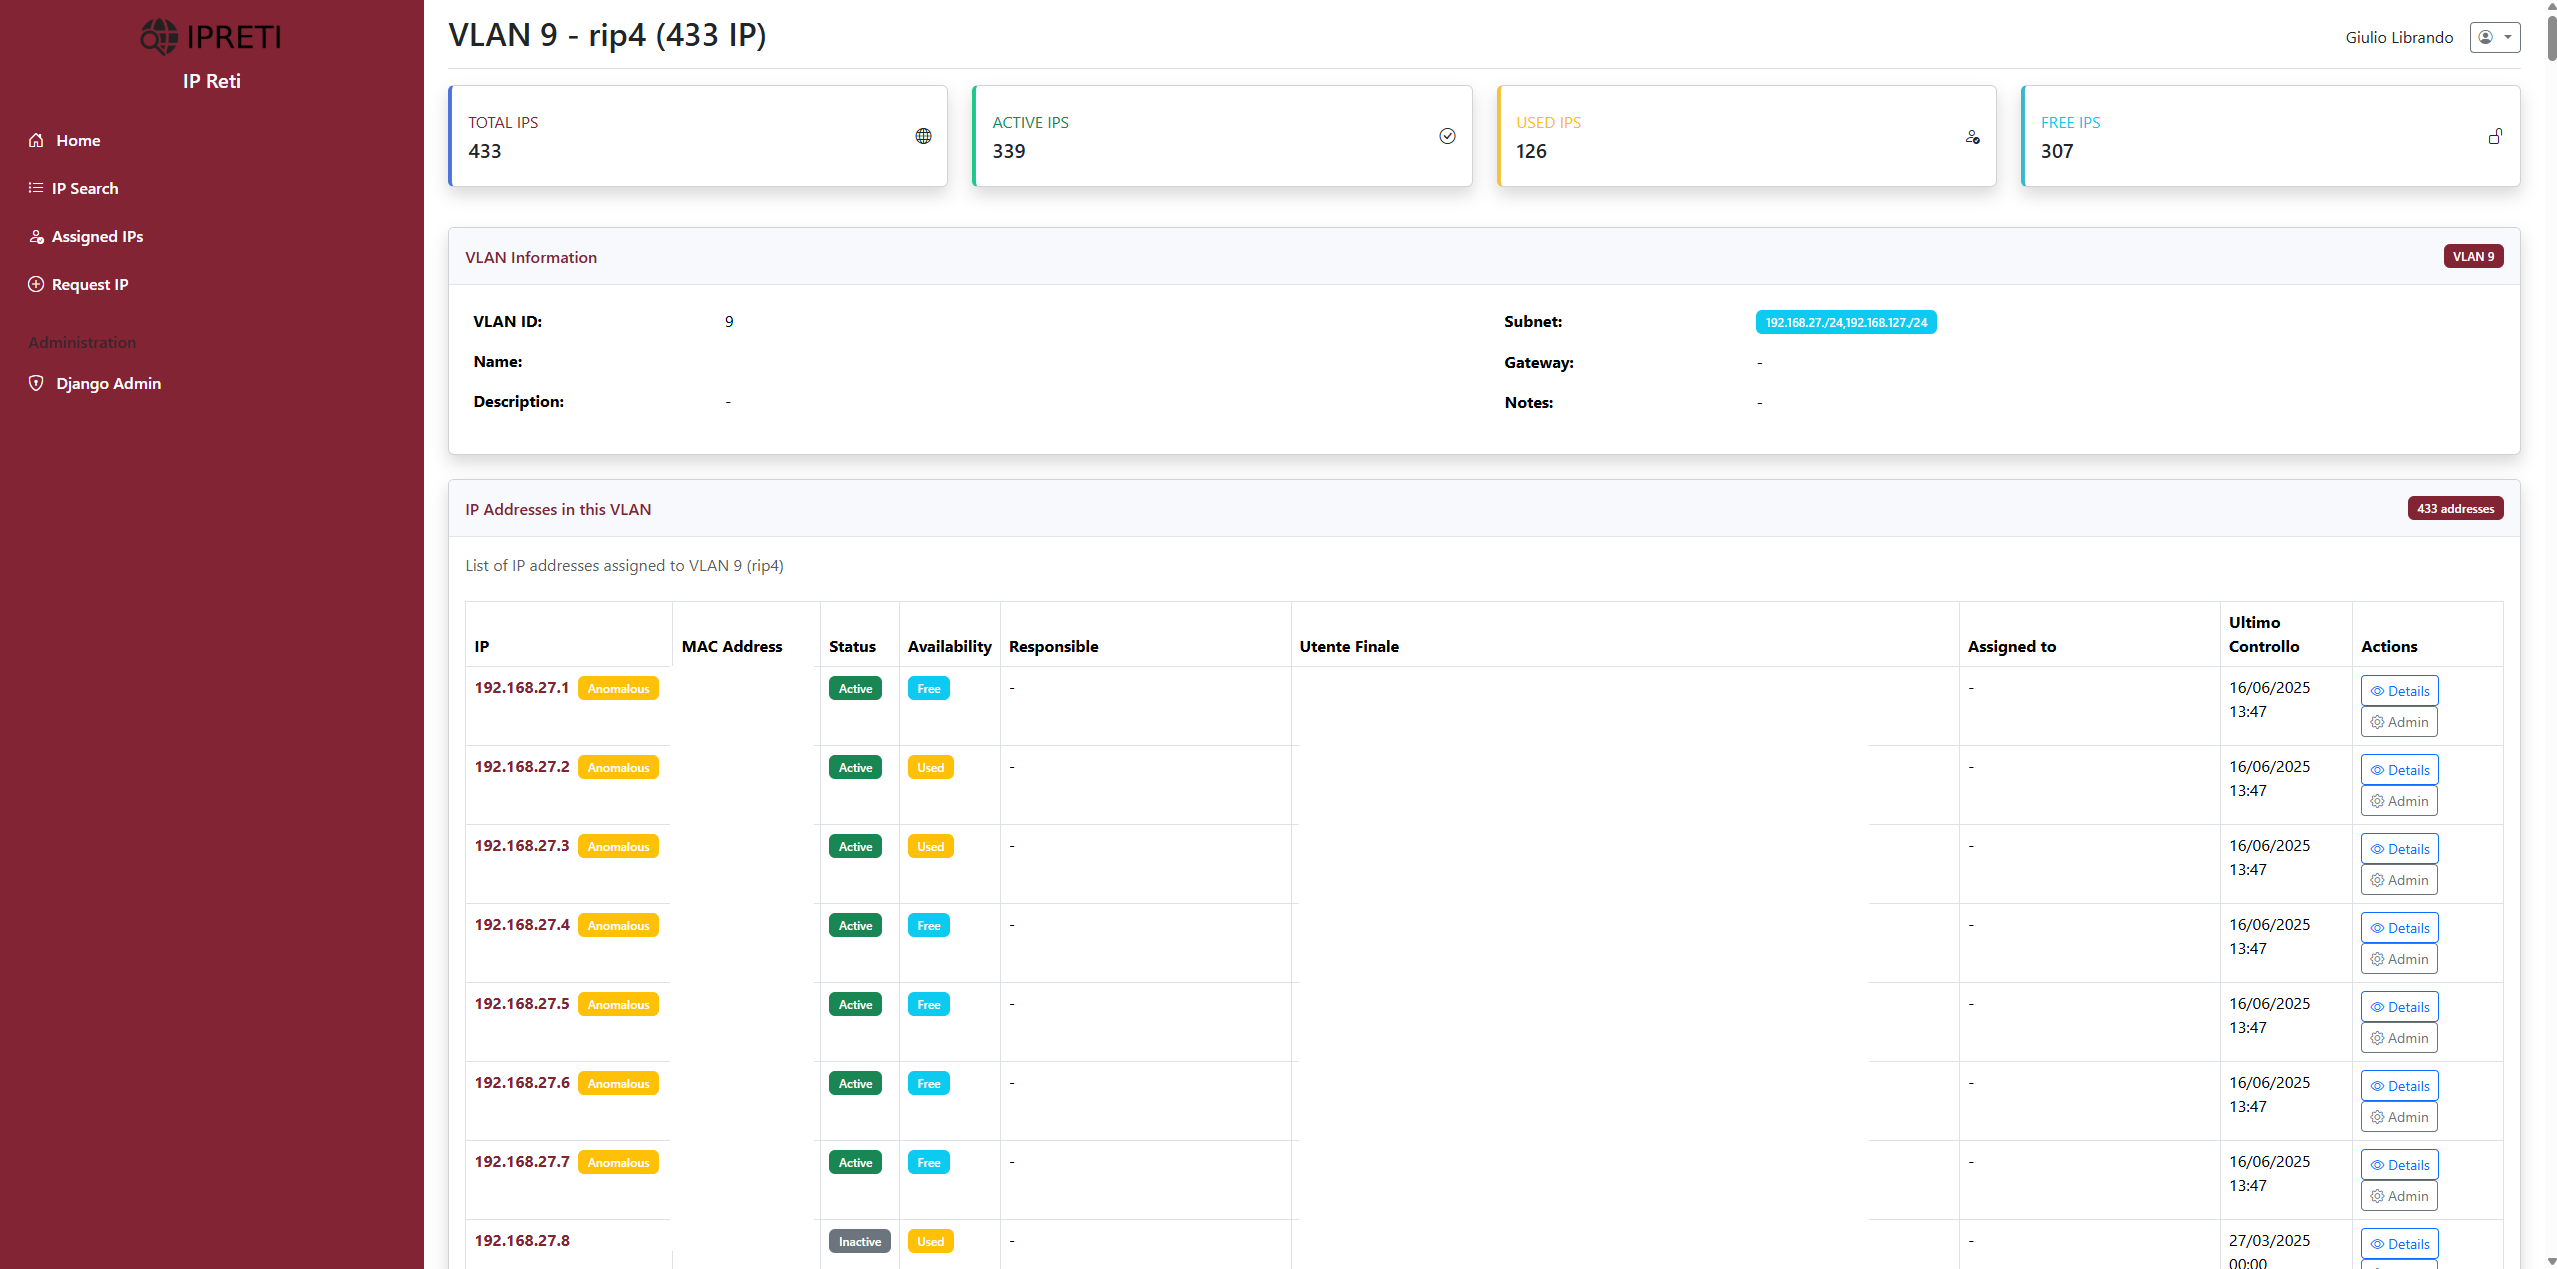 IPRETI
IP Reti
Home
IP Search
Assigned IPs
Request IP
Administration
Django Admin
VLAN 9 - rip4 (433 IP)
Giulio Librando
TOTAL IPS
433
ACTIVE IPS
339
USED IPS
126
FREE IPS
307
VLAN Information
VLAN 9
VLAN ID: 9
Name:
Description: -
Subnet: 192.168.27./24,192.168.127./24
Gateway: -
Notes: -
IP Addresses in this VLAN
433 addresses
List of IP addresses assigned to VLAN 9 (rip4)
IP MAC Address Status Availability Responsible Utente Finale Assigned to Ultimo Controllo Actions
192.168.27.1 Anomalous Active Free - - 16/06/2025 13:47 Details Admin
192.168.27.2 Anomalous Active Used - - 16/06/2025 13:47 Details Admin
192.168.27.3 Anomalous Active Used - - 16/06/2025 13:47 Details Admin
192.168.27.4 Anomalous Active Free - - 16/06/2025 13:47 Details Admin
192.168.27.5 Anomalous Active Free - - 16/06/2025 13:47 Details Admin
192.168.27.6 Anomalous Active Free - - 16/06/2025 13:47 Details Admin
192.168.27.7 Anomalous Active Free - - 16/06/2025 13:47 Details Admin
192.168.27.8 Inactive Used - - 27/03/2025 00:00 Details